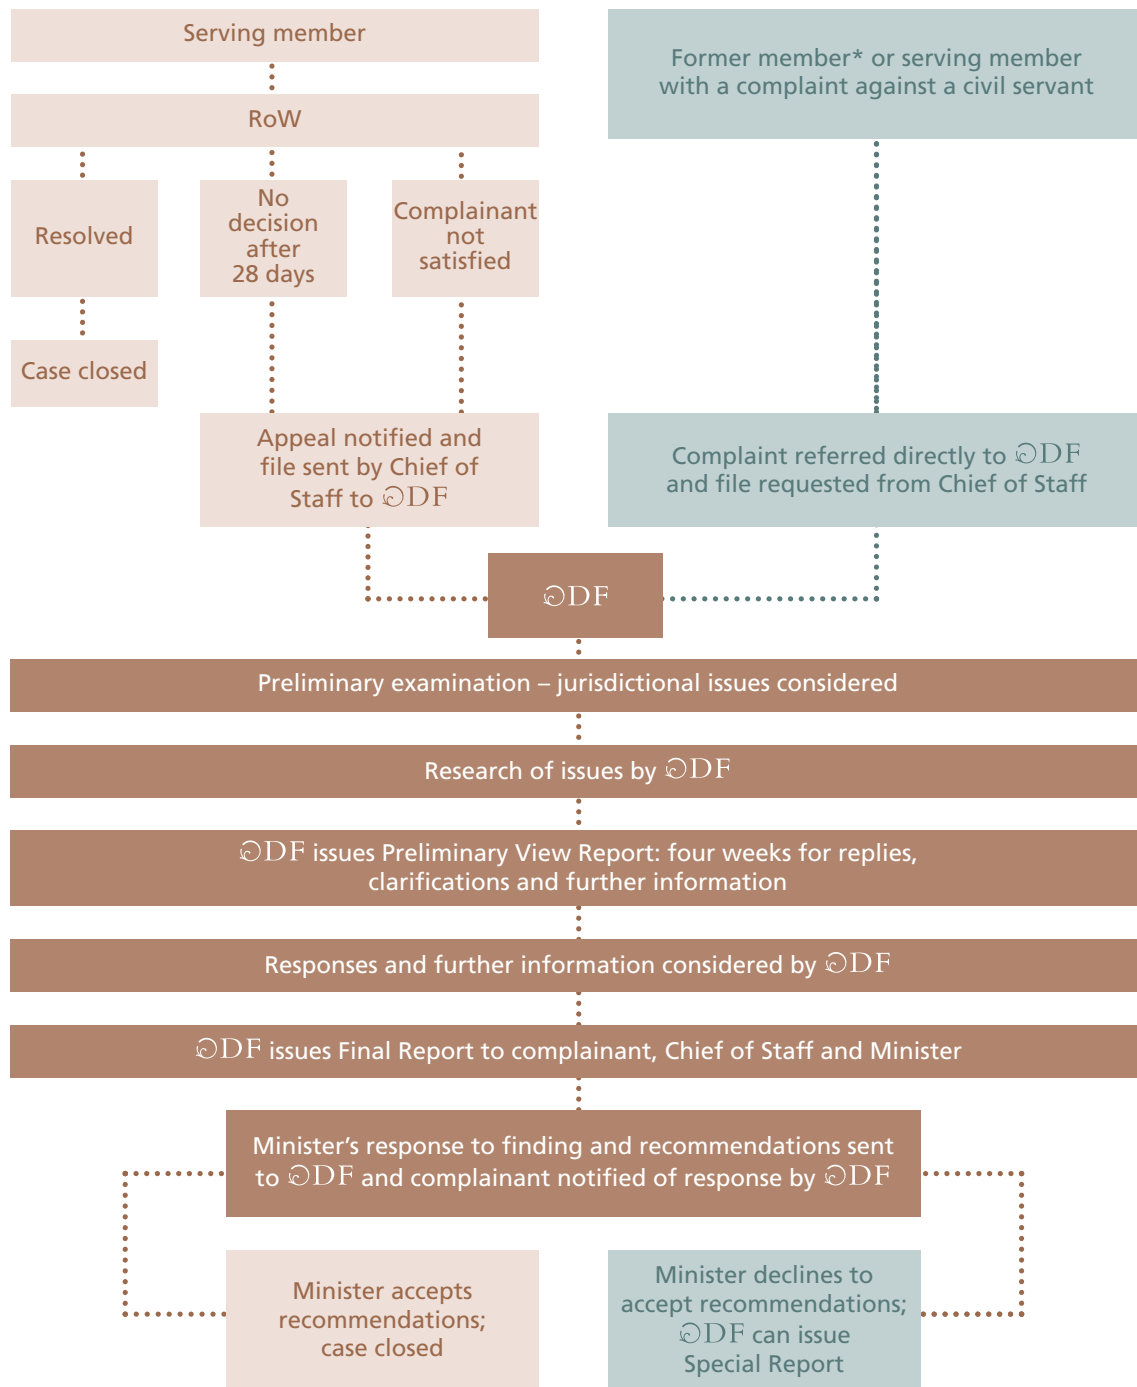 Serving member
Former member* or serving member
with a complaint against a civil servant
RoW
Resolved
No
decision
after
28 days
Complainant
not
satisfied
Case closed
Appeal notified and
file sent by Chief of
Staff to ODF
Complaint referred directly to ODF
and file requested from Chief of Staff
ODF
Preliminary examination – jurisdictional issues considered
Research of issues by ODF
ODF issues Preliminary View Report: four weeks for replies,
clarifications and further information
Responses and further information considered by ODF
ODF issues Final Report to complainant, Chief of Staff and Minister
Minister’s response to finding and recommendations sent
to ODF and complainant notified of response by ODF
Minister accepts
recommendations;
case closed
Minister declines to
accept recommendations;
ODF can issue
Special Report